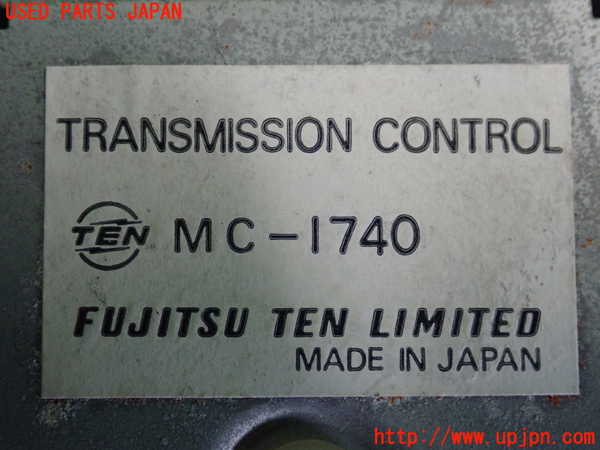 USED PARTS JAPAN
TRANSMISSION CONTROL
TEN MC-1740
FUJITSU TEN LIMITED
MADE IN JAPAN
http://www.upjpn.com/